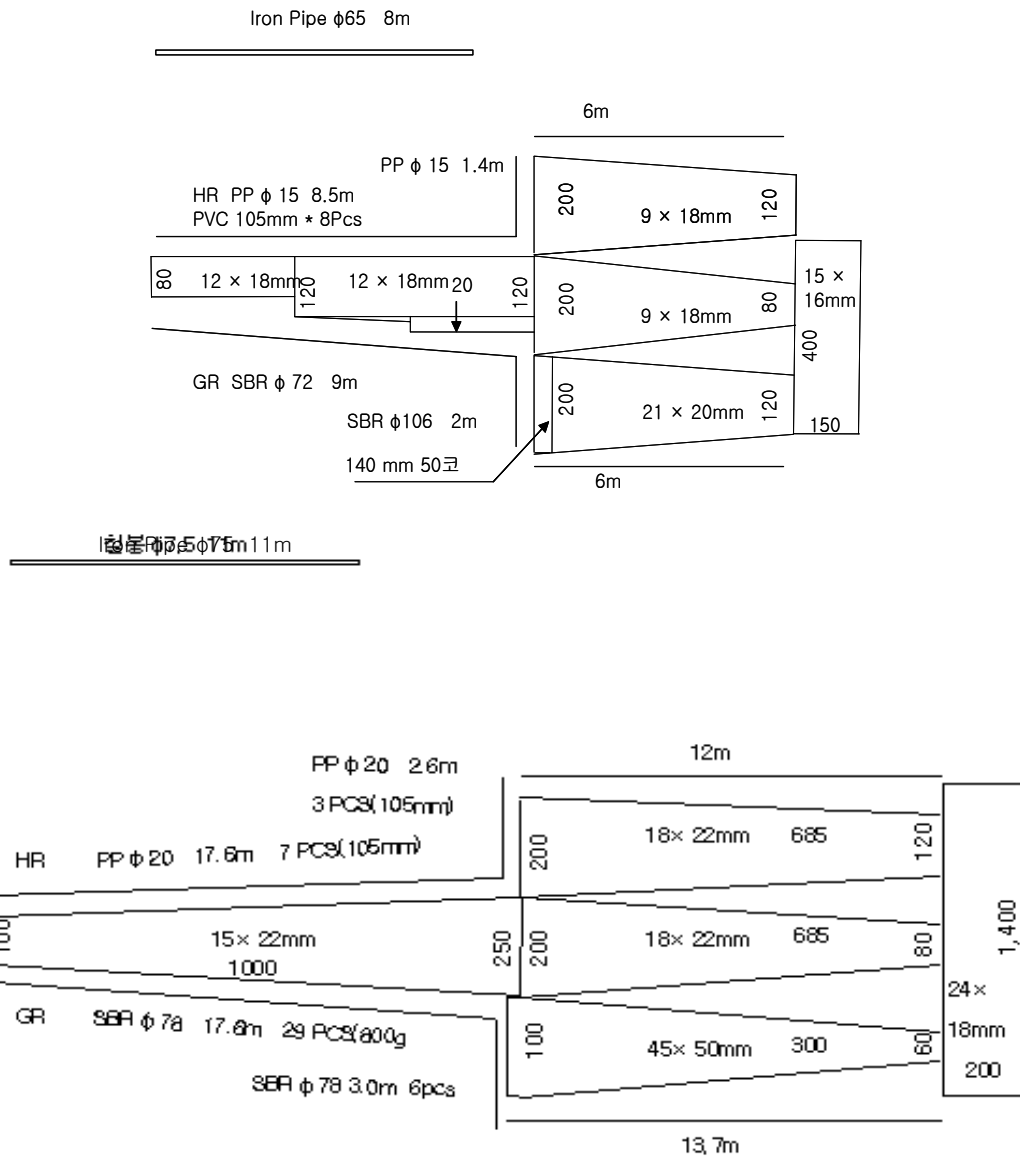 Iron Pipe φ65 8m
6m
PP φ 15 1.4m
HR PP φ 15 8.5m
PVC 105mm * 8Pcs
200
9 × 18mm
120
80
12 × 18mm
120
12 × 18mm
20
120
200
9 × 18mm
80
15 ×
16mm
400
GR SBR φ 72 9m
SBR φ106 2m
200
21 × 20mm
120
150
140 mm 50코
6m
11m
PP φ 20 2.6m
12m
3 PCS(105mm)
HR PP φ 20 17.6m 7 PCS(105mm)
200
18× 22mm 685
120
100
15× 22mm
1000
250
200
18× 22mm 685
80
1,400
24×
18mm
200
GR SBR φ 78 17.6m 29 PCS(800g
100
45× 50mm 300
60
SBR φ 78 3.0m 6pcs
13,7m